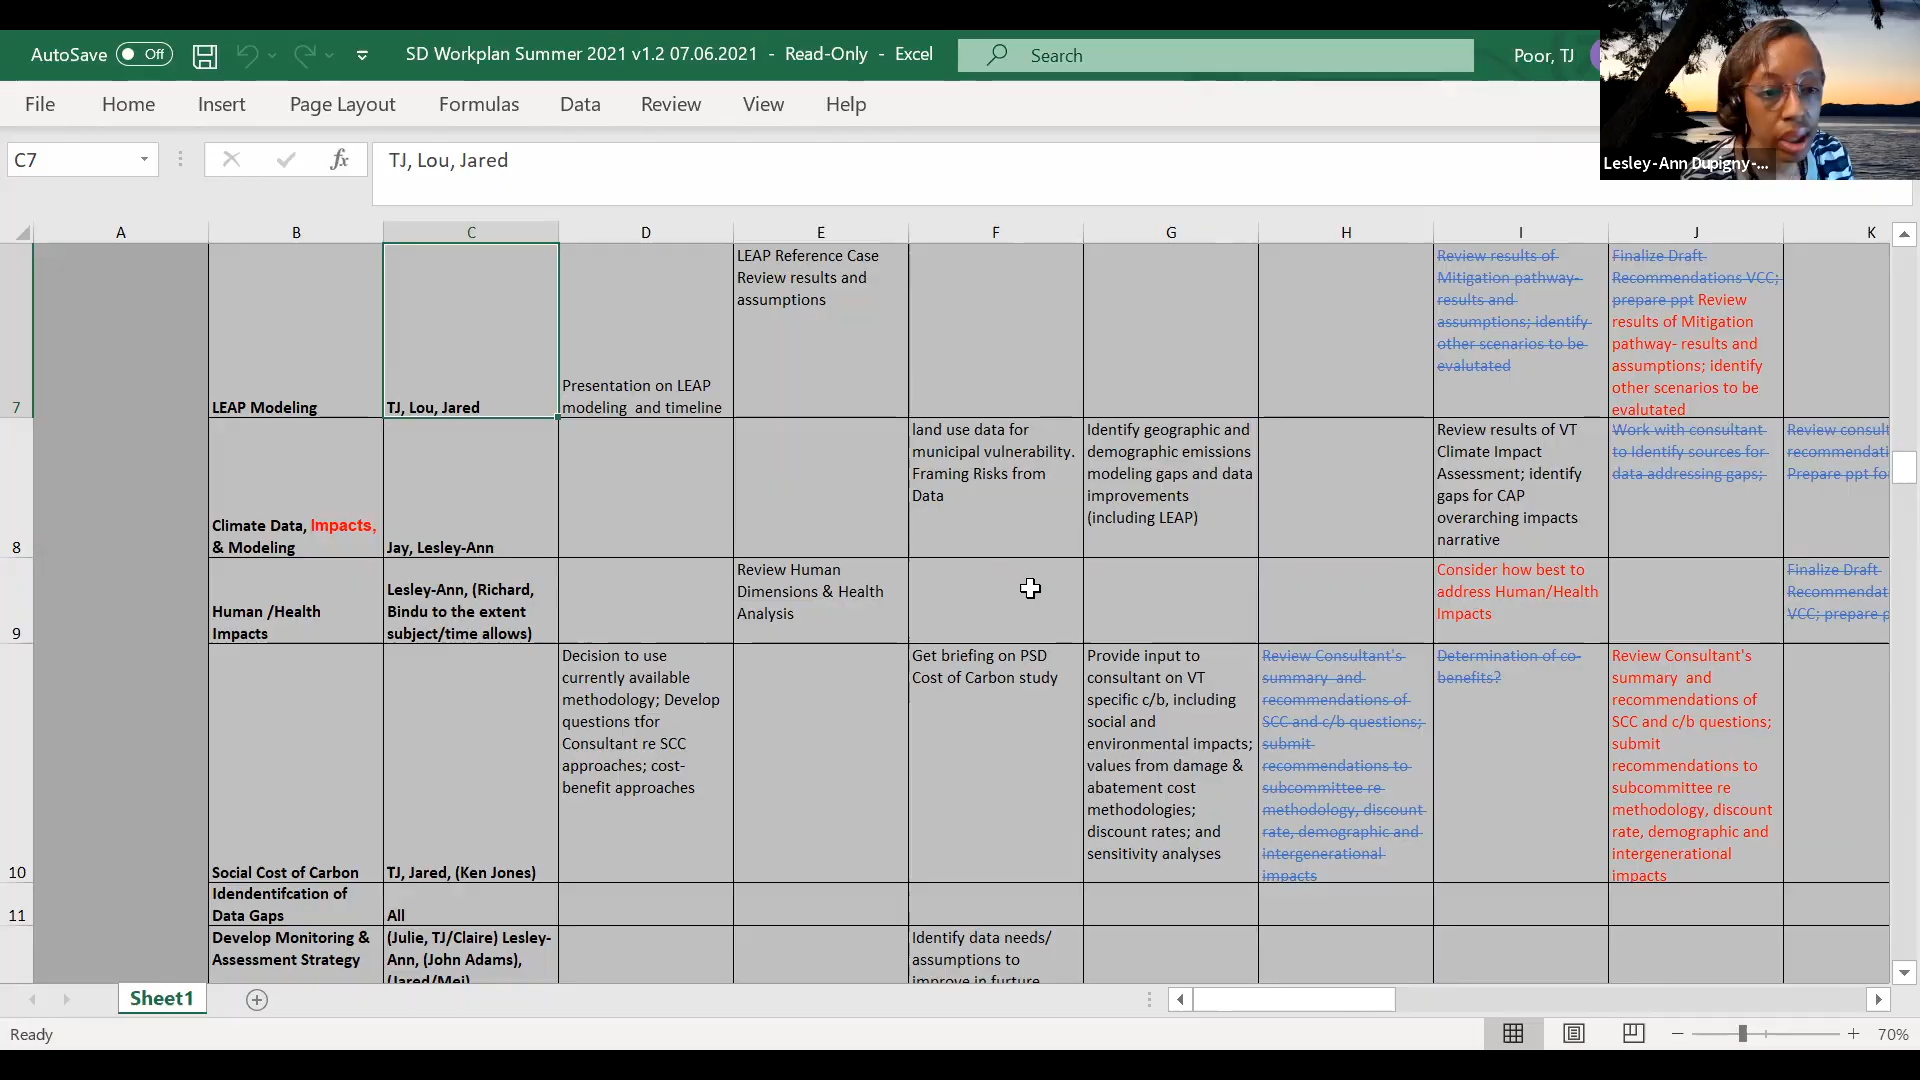 AutoSave Off SD Workplan Summer 2021 v1.2 07.06.2021 - Read-Only - Excel Search Poor, TJ
File Home Insert Page Layout Formulas Data Review View Help
Lesley-Ann Dupigny-...
C7 fx TJ, Lou, Jared
A B C D E F G H I J K
7
LEAP Modeling
TJ, Lou, Jared
Presentation on LEAP
modeling and timeline
LEAP Reference Case
Review results and
assumptions
Review results of
Mitigation pathway-
results and
assumptions; identify
other scenarios to be
evalutated
Finalize Draft
Recommendations VCC;
prepare ppt Review
results of Mitigation
pathway- results and
assumptions; identify
other scenarios to be
evalutated
8
Climate Data, Impacts,
& Modeling
Jay, Lesley-Ann
land use data for
municipal vulnerability.
Framing Risks from
Data
Identify geographic and
demographic emissions
modeling gaps and data
improvements
(including LEAP)
Review results of VT
Climate Impact
Assessment; identify
gaps for CAP
overarching impacts
narrative
Work with consultant
to Identify sources for
data addressing gaps;
Review consult
recommendati
Prepare ppt fo
9
Human /Health
Impacts
Lesley-Ann, (Richard,
Bindu to the extent
subject/time allows)
Review Human
Dimensions & Health
Analysis
Consider how best to
address Human/Health
Impacts
Finalize Draft
Recommendat
VCC; prepare p
10
Social Cost of Carbon
TJ, Jared, (Ken Jones)
Decision to use
currently available
methodology; Develop
questions tfor
Consultant re SCC
approaches; cost-
benefit approaches
Get briefing on PSD
Cost of Carbon study
Provide input to
consultant on VT
specific c/b, including
social and
environmental impacts;
values from damage &
abatement cost
methodologies;
discount rates; and
sensitivity analyses
Review Consultant's
summary and
recommendations of
SCC and c/b questions;
submit
recommendations to
subcommittee re
methodology, discount
rate, demographic and
intergenerational
impacts
Determination of co-
benefits?
Review Consultant's
summary and
recommendations of
SCC and c/b questions;
submit
recommendations to
subcommittee re
methodology, discount
rate, demographic and
intergenerational
impacts
11
Idendentifcation of
Data Gaps
All
Develop Monitoring &
Assessment Strategy
(Julie, TJ/Claire) Lesley-
Ann, (John Adams),
(Jared/Mei)
Identify data needs/
assumptions to
improve in furture
Sheet1
Ready
70%